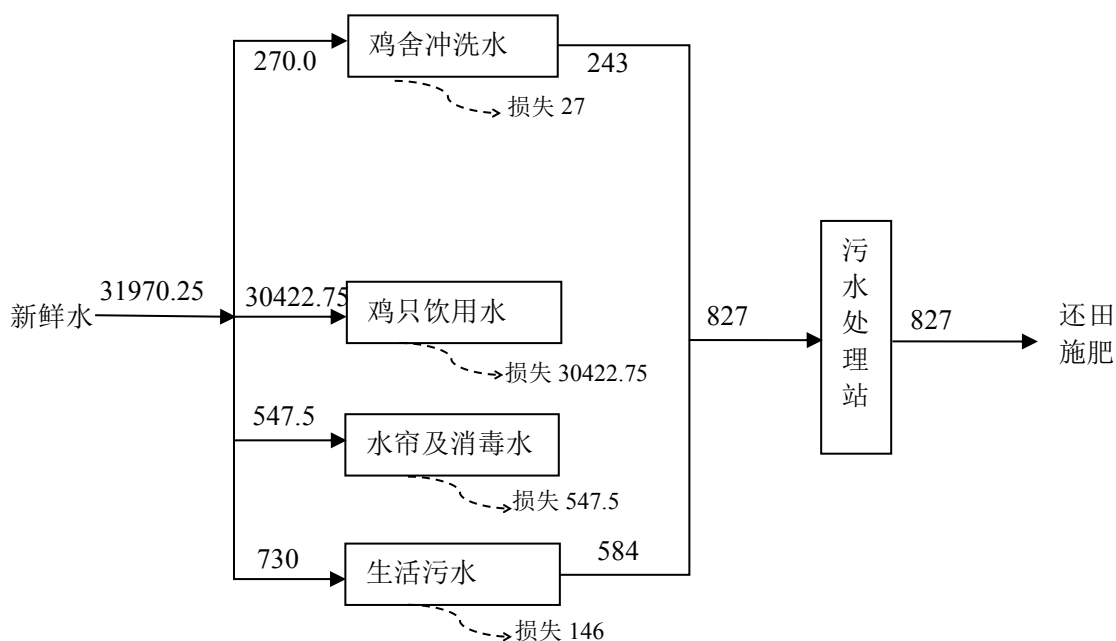 鸡舍冲洗水
270.0
243
损失 27
新鲜水
31970.25
30422.75
鸡只饮用水
损失 30422.75
547.5
水帘及消毒水
损失 547.5
730
生活污水
584
损失 146
827
污
水
处
理
站
827
还田
施肥